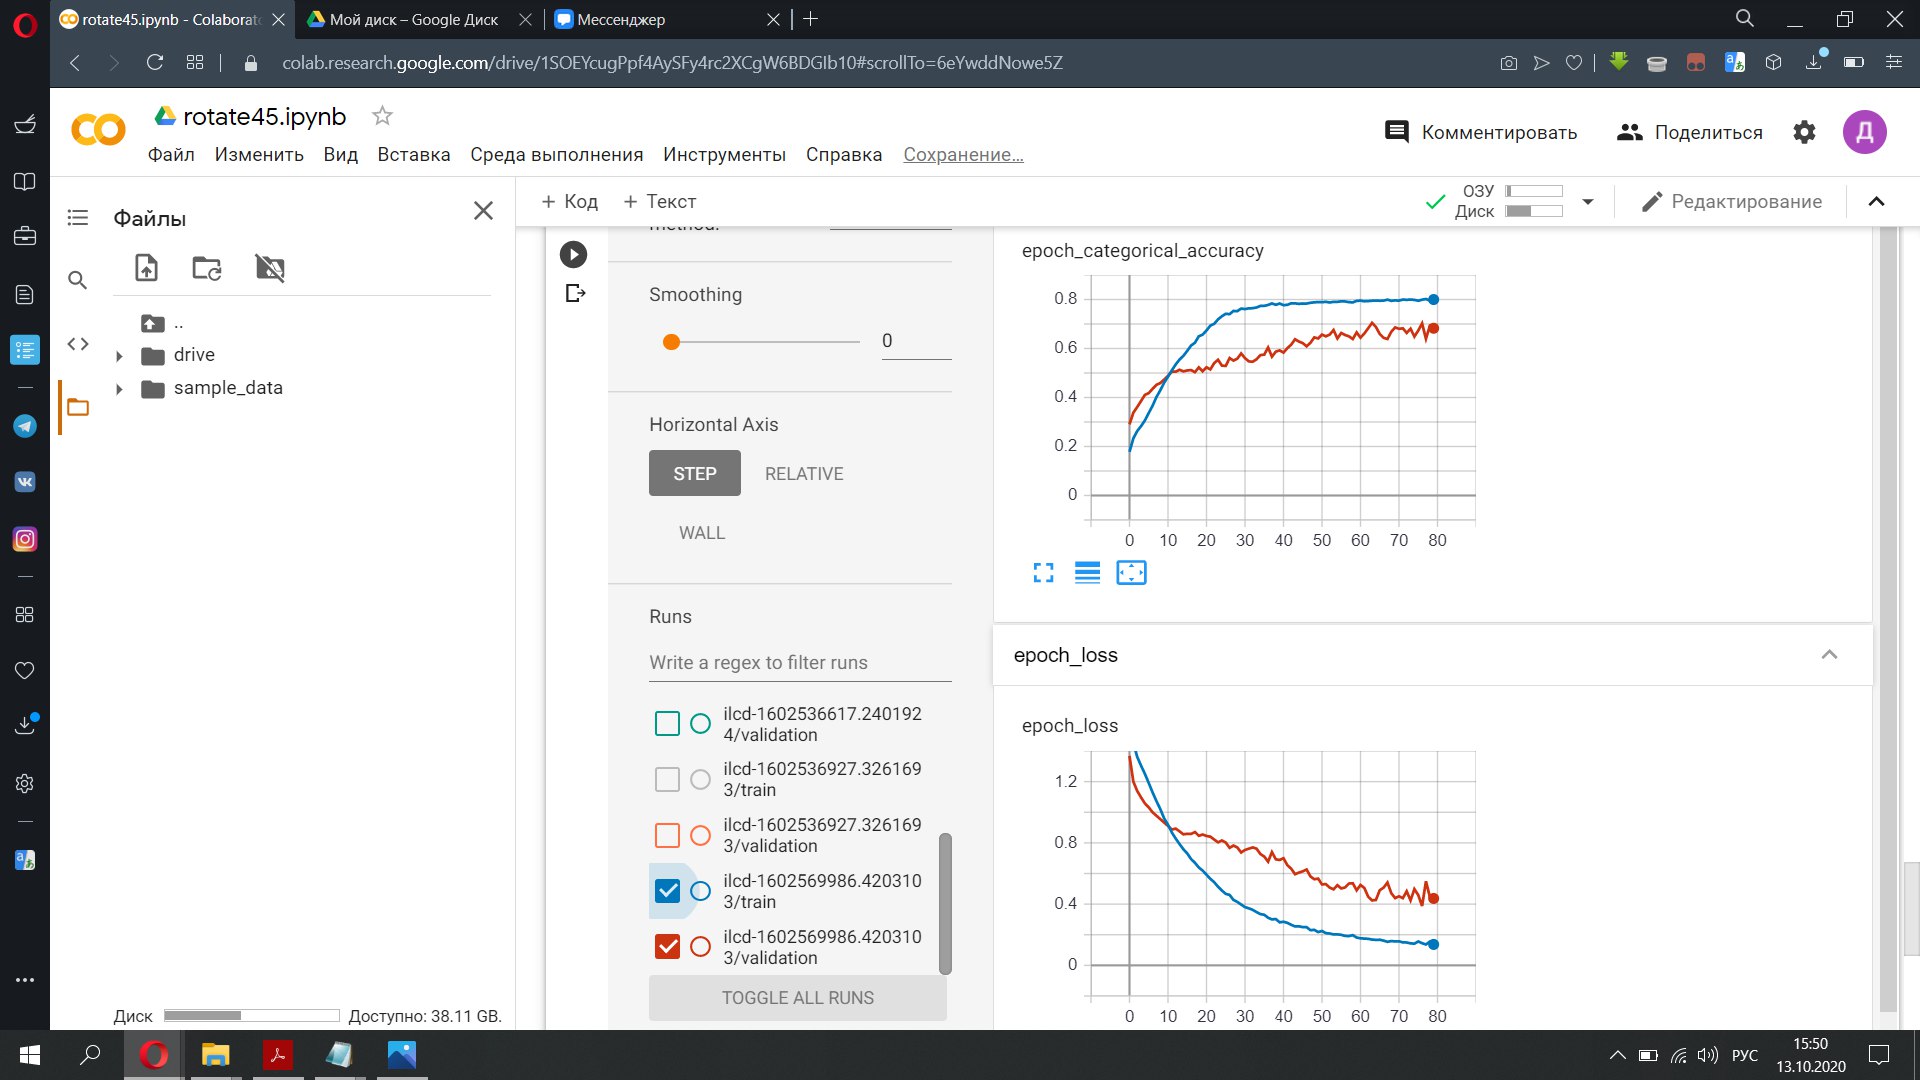 rotate45.ipynb - Colaborato
Мой диск – Google Диск
Мессенджер
colab.research.google.com/drive/1SOEYcugPpf4AySFy4rc2XCgW6BDGIb10#scrollTo=6eYwddNowe5Z
rotate45.ipynb
Комментировать
Поделиться
Д
Файл Изменить Вид Вставка Среда выполнения Инструменты Справка Сохранение…
Файлы
+ Код + Текст
ОЗУ
Диск
Редактирование
..
drive
sample_data
Диск
Доступно: 38.11 GB.
method:
Smoothing
0
Horizontal Axis
STEP RELATIVE
WALL
Runs
Write a regex to filter runs
ilcd-1602536617.240192
4/validation
ilcd-1602536927.326169
3/train
ilcd-1602536927.326169
3/validation
ilcd-1602569986.420310
3/train
ilcd-1602569986.420310
3/validation
TOGGLE ALL RUNS
epoch_categorical_accuracy
0.8
0.6
0.4
0.2
0
0 10 20 30 40 50 60 70 80
epoch_loss
epoch_loss
1.2
0.8
0.4
0
0 10 20 30 40 50 60 70 80
РУС
15:50
13.10.2020